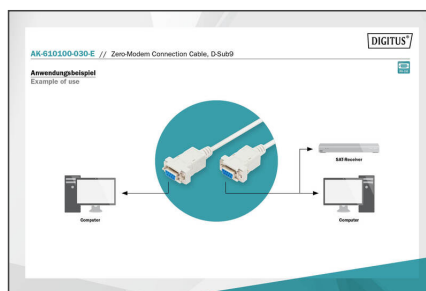 DIGITUS®
AK-610100-030-E // Zero-Modem Connection Cable, D-Sub9
Anwendungsbeispiel
Example of use
SAT-Receiver
Computer
Computer